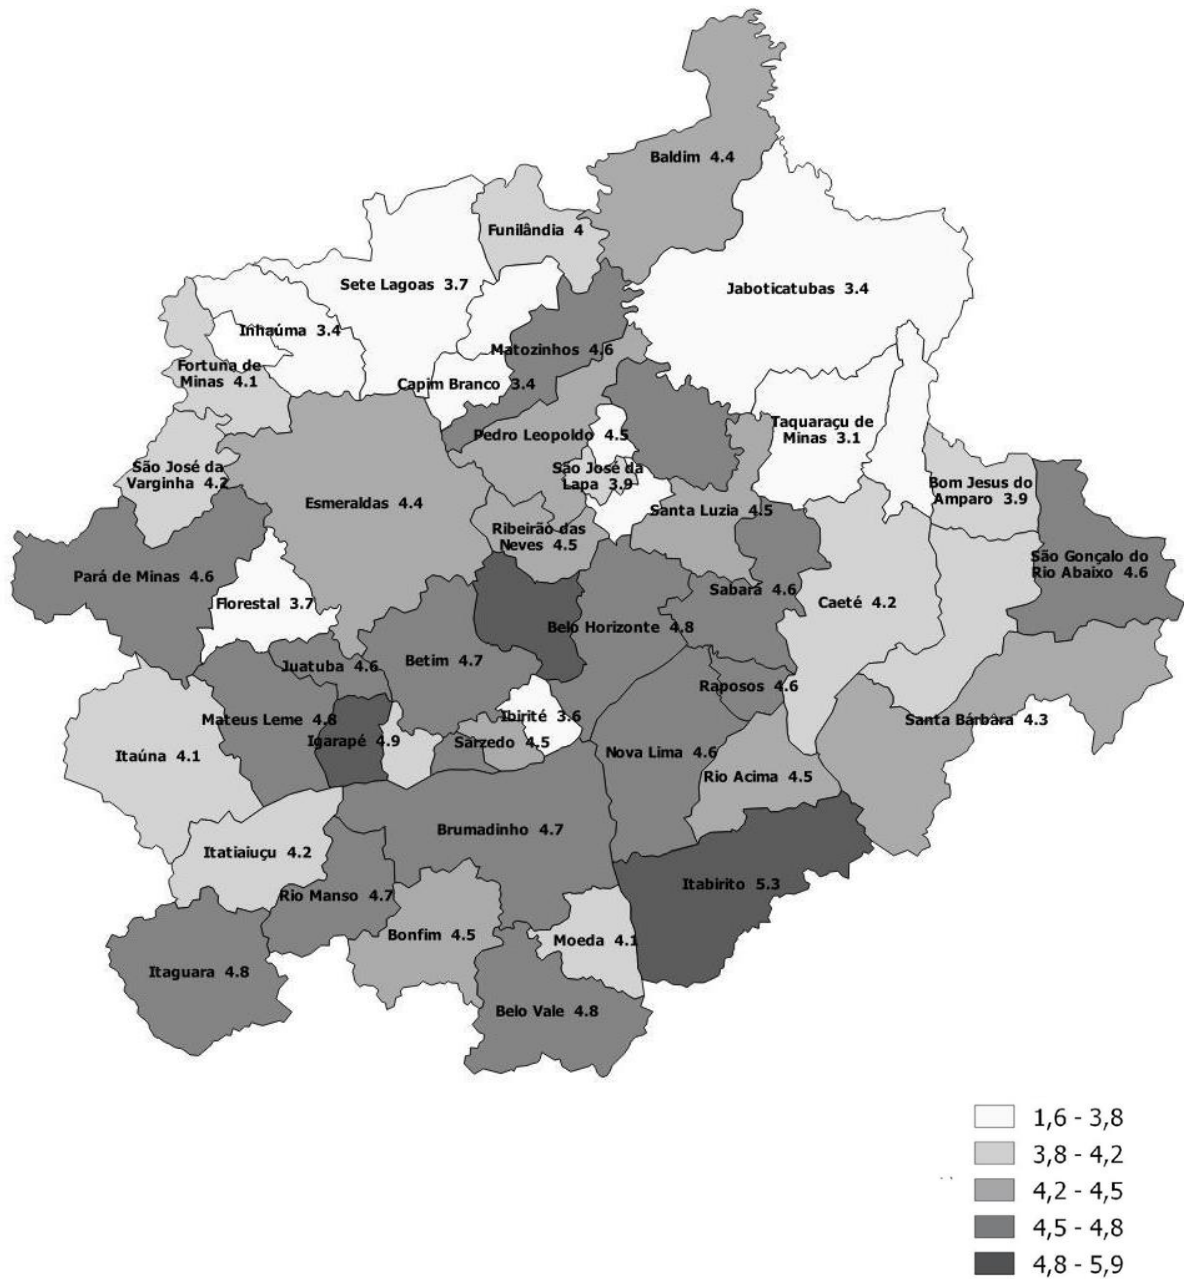 Baldim 4.4
Funilândia 4
Sete Lagoas 3.7
Jaboticatubas 3.4
Inhaúma 3.4
Matozinhos 4.6
Fortuna de
Minas 4.1
Capim Branco 3.4
Taquaraçu de
Minas 3.1
Pedro Leopoldo 4.5
São José da
Varginha 4.2
São José da
Lapa 3.9
Bom Jesus do
Amparo 3.9
Esmeraldas 4.4
Santa Luzia 4.5
Ribeirão das
Neves 4.5
São Gonçalo do
Rio Abaixo 4.6
Pará de Minas 4.6
Florestal 3.7
Sabará 4.6
Caeté 4.2
Belo Horizonte 4.8
Juatuba 4.6
Betim 4.7
Raposos 4.6
Mateus Leme 4.8
Ibirité 3.6
Santa Bárbara 4.3
Igarapé 4.9
Sarzedo 4.5
Itaúna 4.1
Nova Lima 4.6
Rio Acima 4.5
Brumadinho 4.7
Itatiaiuçu 4.2
Itabirito 5.3
Rio Manso 4.7
Bonfim 4.5
Moeda 4.1
Itaguara 4.8
Belo Vale 4.8
1,6 - 3,8
3,8 - 4,2
4,2 - 4,5
4,5 - 4,8
4,8 - 5,9